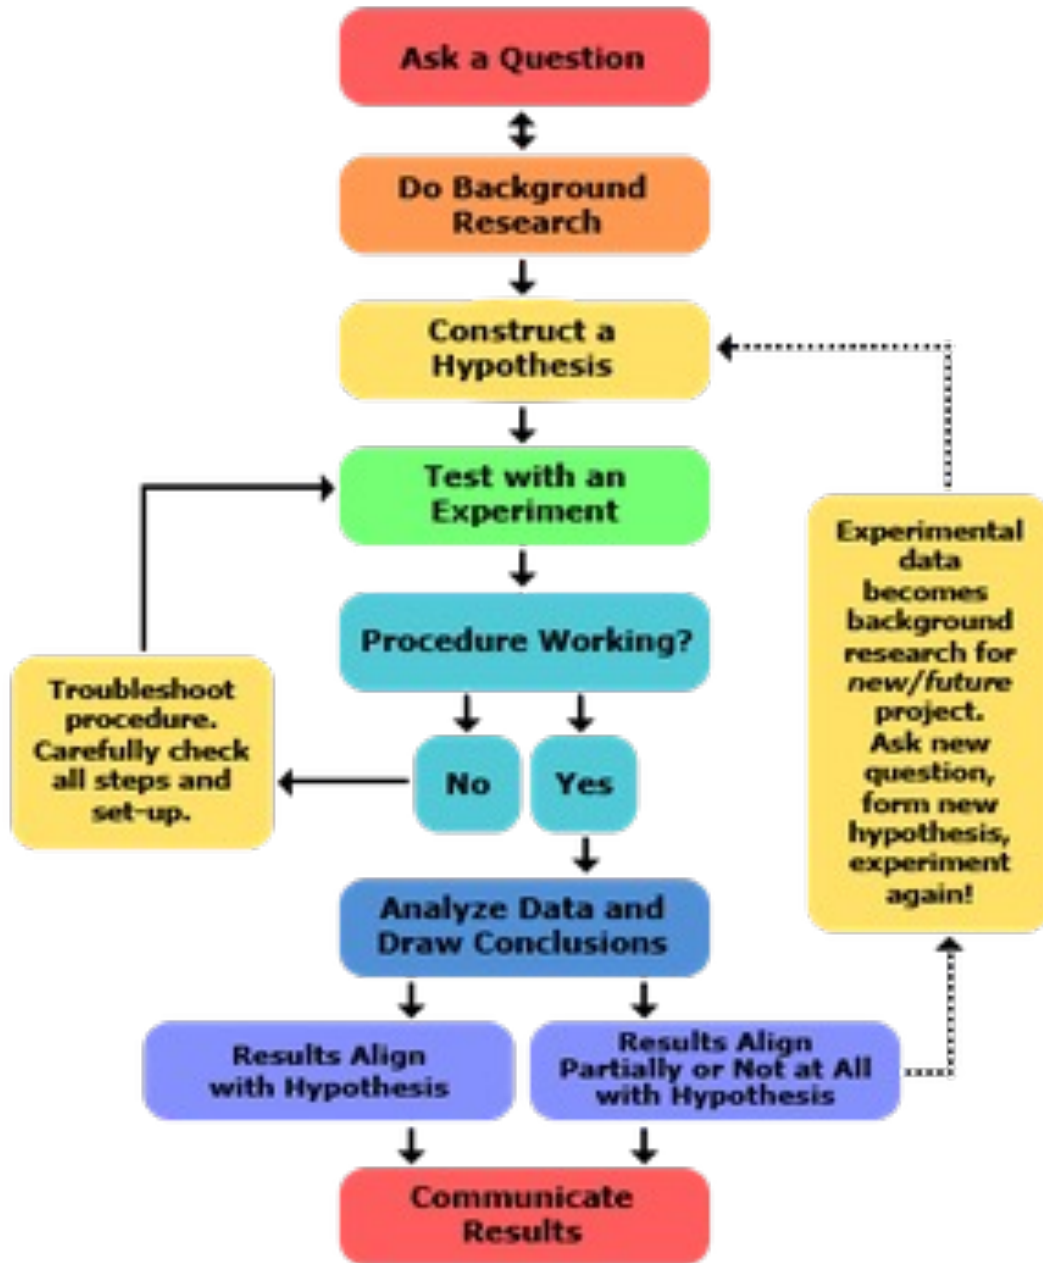 Ask a Question
Do Background
Research
Construct a
Hypothesis
Test with an
Experiment
Procedure Working?
No
Yes
Troubleshoot
procedure.
Carefully check
all steps and
set-up.
Experimental
data
becomes
background
research for
new/future
project.
Ask new
question,
form new
hypothesis,
experiment
again!
Analyze Data and
Draw Conclusions
Results Align
with Hypothesis
Results Align
Partially or Not at All
with Hypothesis
Communicate
Results